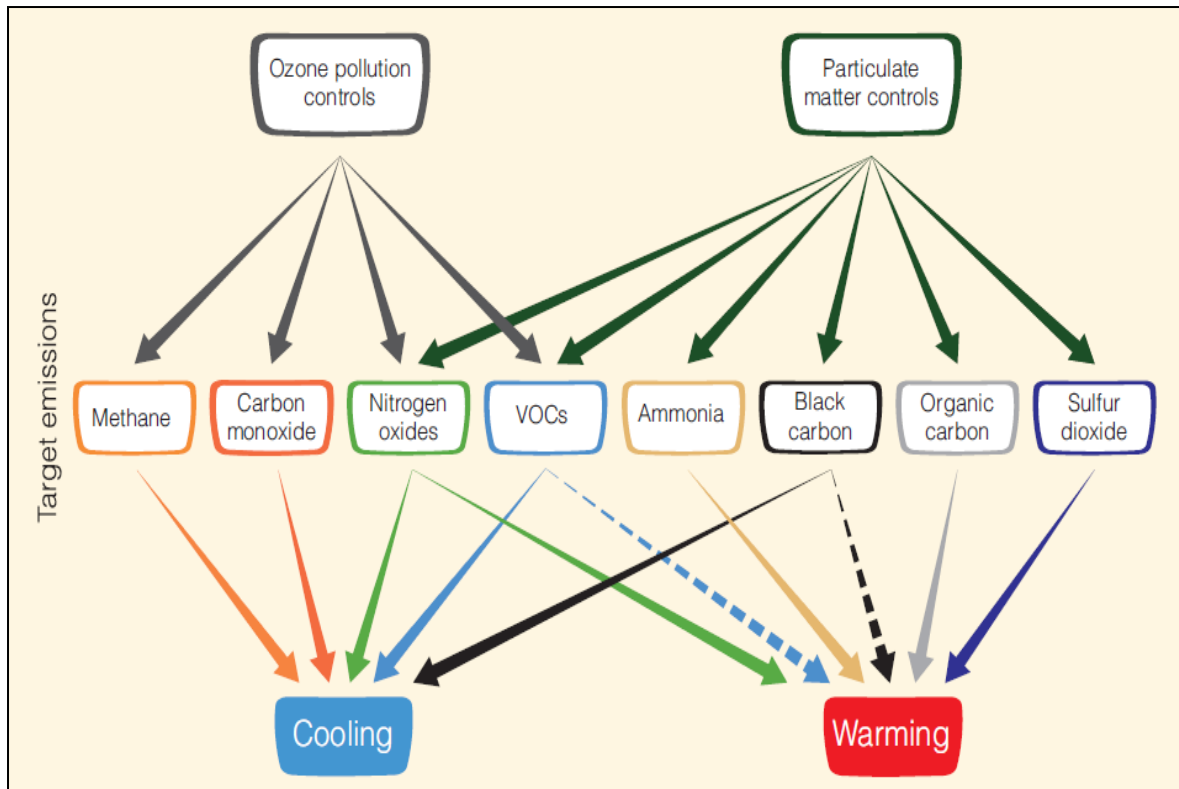 Ozone pollution
controls
Particulate
matter controls
Target emissions
Methane
Carbon
monoxide
Nitrogen
oxides
VOCs
Ammonia
Black
carbon
Organic
carbon
Sulfur
dioxide
Cooling
Warming